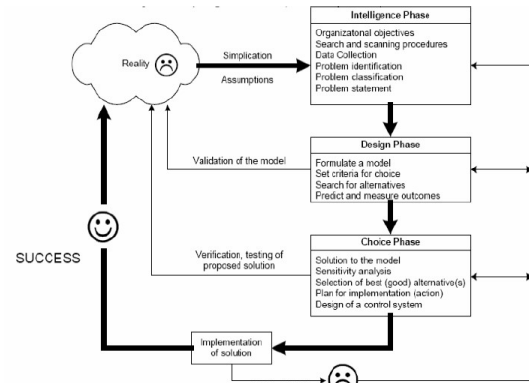 Intelligence Phase
Organizatonal objectives
Search and scanning procedures
Data Collection
Problem identification
Problem classification
Problem statement
Reality
Simplication
Assumptions
Design Phase
Formulate a model
Set criteria for choice
Search for alternatives
Predict and measure outcomes
Validation of the model
Choice Phase
Solution to the model
Sensitivity analysis
Selection of best (good) alternative(s)
Plan for implementation (action)
Design of a control system
Verification, testing of
proposed solution
SUCCESS
Implementation
of solution